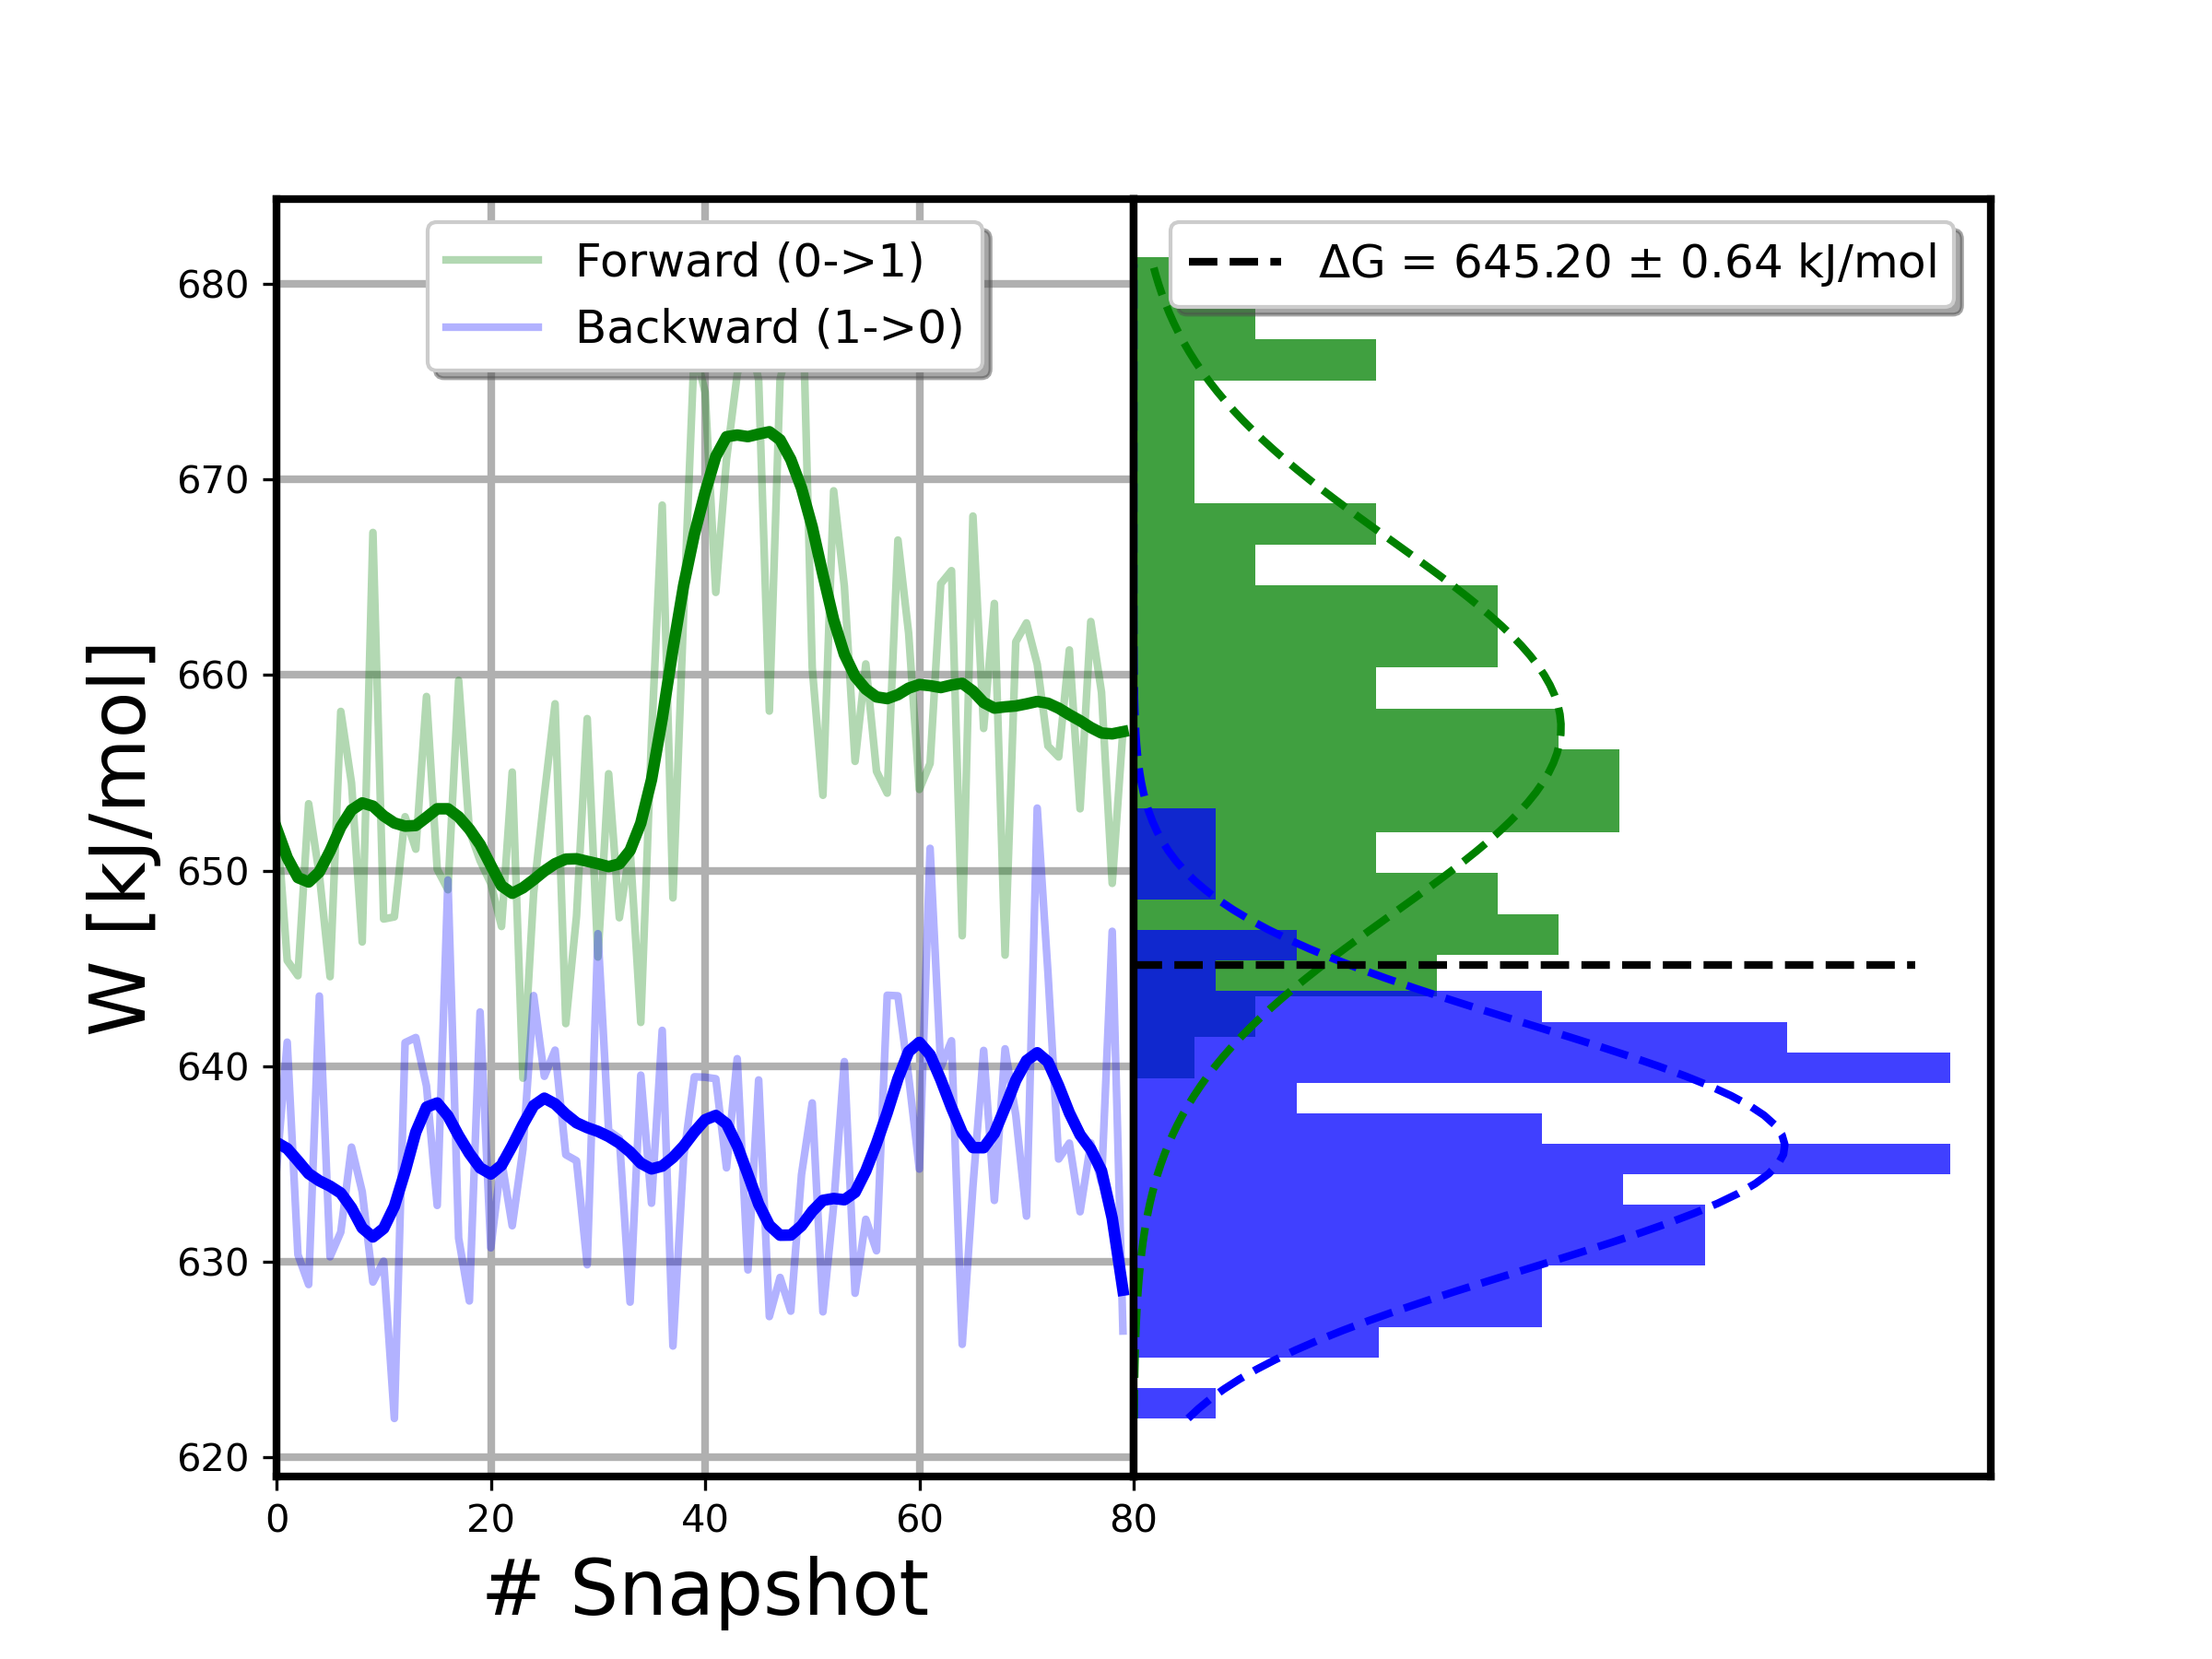 Forward (0->1)
Backward (1->0)
ΔG = 645.20 ± 0.64 kJ/mol
W [kJ/mol]
680
670
660
650
640
630
620
0 20 40 60 80
# Snapshot